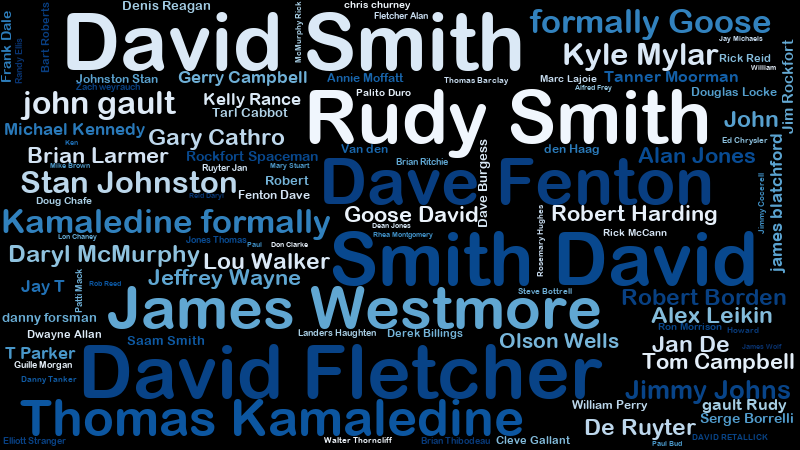 Denis Reagan
chris churney
Fletcher Alan
McMurphy Rick
formally Goose
Jay Michaels
Frank Dale
Randy Ellis
Bart Roberts
David Smith
Kyle Mylar
Rick Reid
William
Jim Rockfort
Johnston Stan
Gerry Campbell
Annie Moffatt
Thomas Barclay
Marc Lajoie
Tanner Moorman
Zach weyrauch
Palito Duro
Alfred Frey
Douglas Locke
john gault
Kelly Rance
Tarl Cabbot
Rudy Smith
John
Michael Kennedy
Gary Cathro
Ken
Van den
den Haag
Ed Chrysler
Brian Larmer
Rockfort Spaceman
Brian Ritchie
Alan Jones
Mike Brown
Ruyter Jan
Mary Stuart
Dave Burgess
james blatchford
Stan Johnston
Robert
Dave Fenton
Jimmy Cocerell
Doug Chafe
Fenton Dave
Kamaledine formally
Goose David
Robert Harding
Dean Jones
Rosemary Hughes
Rick McCann
Lon Chaney
Jones Thomas
Paul
Don Clarke
Rhea Montgomery
Daryl McMurphy
Lou Walker
Smith David
Jay T
Patti Mack
Rob Reed
Jeffrey Wayne
Steve Bottrell
Robert Borden
danny forsman
James Westmore
Alex Leikin
Dwayne Allan
Saam Smith
Landers Haughten
Derek Billings
Ron Morrison
Howard
T Parker
Olson Wells
Jan De
James Wolf
Guille Morgan
Tom Campbell
Danny Tanker
David Fletcher
Jimmy Johns
Thomas Kamaledine
William Perry
gault Rudy
De Ruyter
Serge Borrelli
Elliott Stranger
Walter Thorncliff
Brian Thibodeau
Cleve Gallant
Paul Bud
DAVID RETALLICK